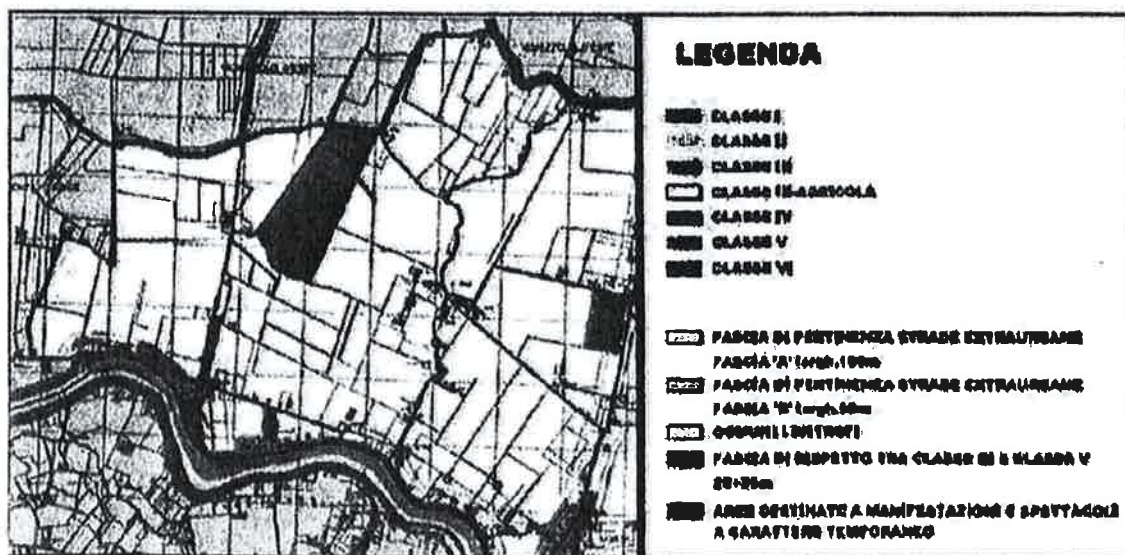 LEGENDA
CLASSE I
CLASSE II
CLASSE III
CLASSE III-AGRICOLA
CLASSE IV
CLASSE V
CLASSE VI
FASCIA DI PERTINENZA STRADE EXTRAURBANE
FASCIA "A" largh.100m
FASCIA DI PERTINENZA STRADE EXTRAURBANE
FASCIA "B" largh.50m
COMUNI LIMITROFI
FASCIA DI RISPETTO TRA CLASSE III E CLASSE V
AREE DESTINATE A MANIFESTAZIONI E SPETTACOLI
A CARATTERE TEMPORANEO